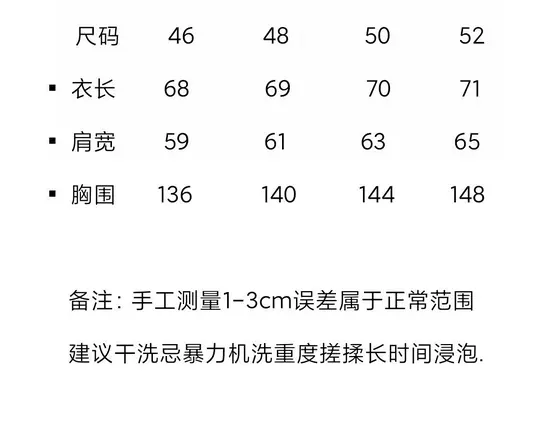 尺码 46 48 50 52
▪ 衣长 68 69 70 71
▪ 肩宽 59 61 63 65
▪ 胸围 136 140 144 148
备注: 手工测量1-3cm误差属于正常范围
建议干洗忌暴力机洗重度搓揉长时间浸泡.